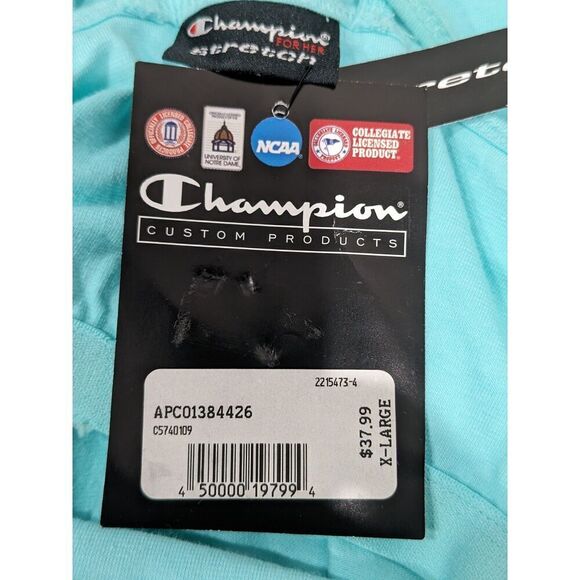 Champion
FOR HER
stretch
NCAA
UNIVERSITY OF
NOTRE DAME
COLLEGIATE
LICENSED
PRODUCT®
Champion®
CUSTOM PRODUCTS
2215473-4
APC01384426
C5740109
4 50000 19799 4
$37.99
X-LARGE